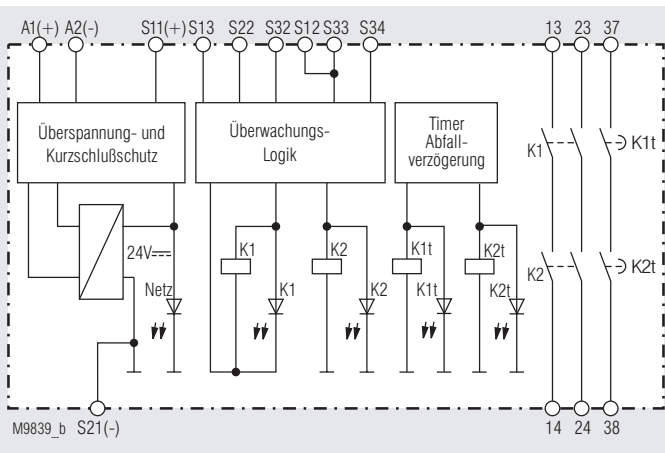 A1(+) A2(-) S11(+) S13 S22 S32 S12 S33 S34 13 23 37
Überspannung- und
Kurzschlußschutz
Überwachungs-
Logik
Timer
Abfall-
verzögerung
K1 K1t
24V
K1 K2 K1t K2t
K2 K2t
Netz K1 K2 K1t K2t
M9839_b S21(-) 14 24 38